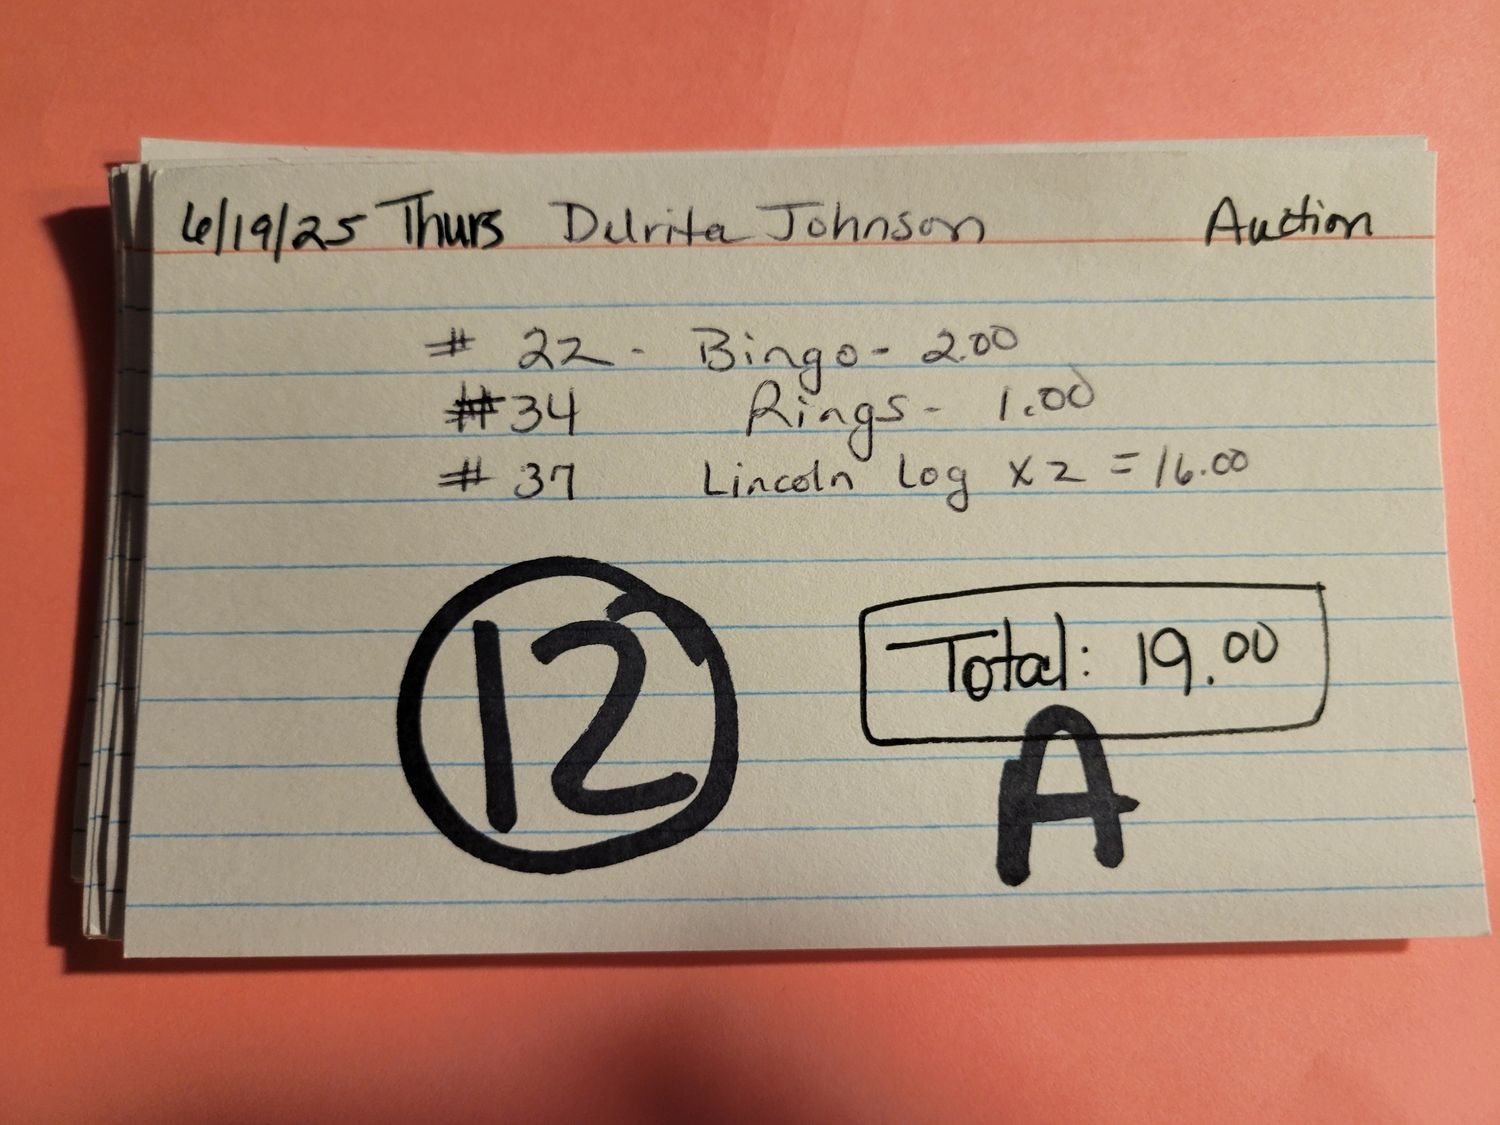 6/19/25 Thurs Delrita Johnson Auction
# 22 - Bingo - 2.00
#34 Rings - 1.00
# 37 Lincoln Log x 2 = 16.00
12
Total: 19.00
A